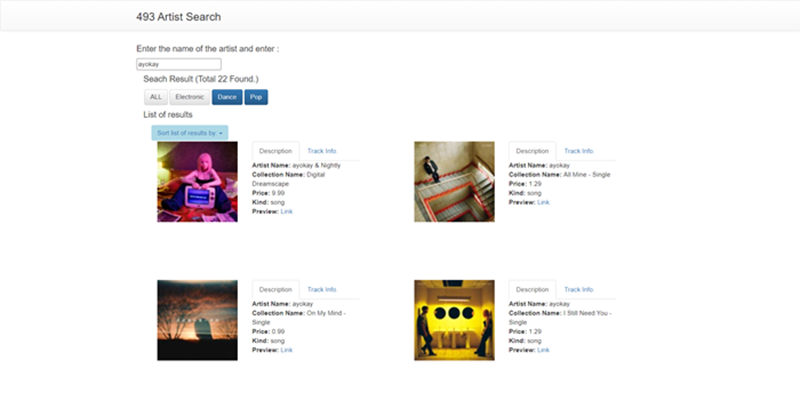 493 Artist Search
Enter the name of the artist and enter :
ayokay
Seach Result (Total 22 Found.)
ALL Electronic Dance Pop
List of results
Sort list of results by:
Description Track Info.
Artist Name: ayokay & Nightly
Collection Name: Digital
Dreamscape
Price: 9.99
Kind: song
Preview: Link
Description Track Info.
Artist Name: ayokay
Collection Name: All Mine - Single
Price: 1.29
Kind: song
Preview: Link
Description Track Info.
Artist Name: ayokay
Collection Name: On My Mind -
Single
Price: 0.99
Kind: song
Preview: Link
Description Track Info.
Artist Name: ayokay
Collection Name: I Still Need You -
Single
Price: 1.29
Kind: song
Preview: Link